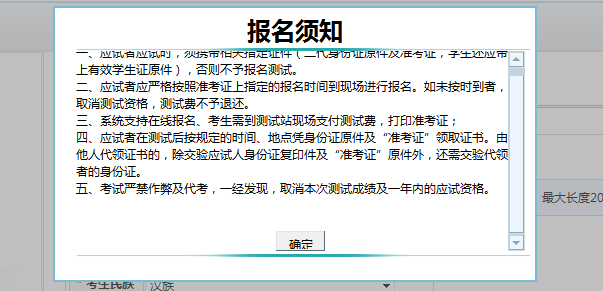 报名须知
一、应试者应试时，须携带相关指定证件（二代身份证原件及准考证，学生还应带
上有效学生证原件），否则不予报名测试。
二、应试者应严格按照准考证上指定的报名时间到现场进行报名。如未按时到者，
取消测试资格，测试费不予退还。
三、系统支持在线报名、考生需到测试站现场支付测试费，打印准考证；
四、应试者在测试后按规定的时间、地点凭身份证原件及“准考证”领取证书。由
他人代领证书的，除交验应试人身份证复印件及“准考证”原件外，还需交验代领
者的身份证。
五、考试严禁作弊及代考，一经发现，取消本次测试成绩及一年内的应试资格。
最大长度20
确定
* 考生民族 汉族